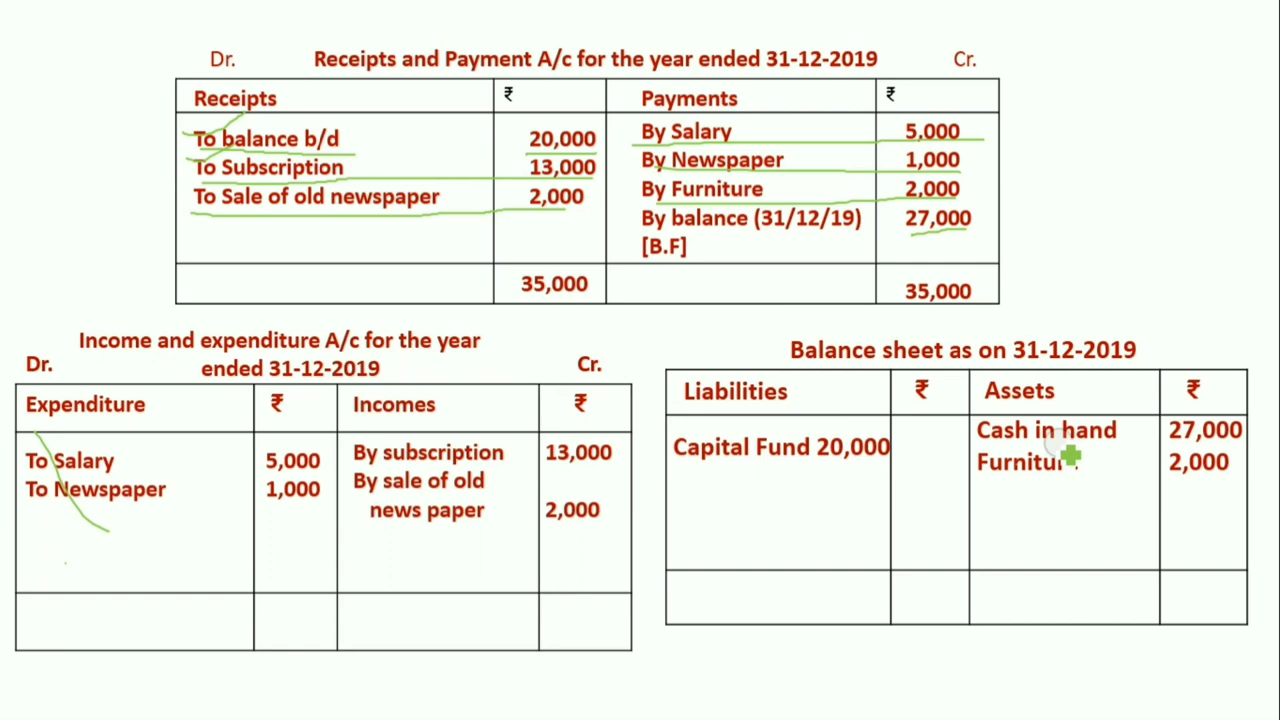 Dr. Receipts and Payment A/c for the year ended 31-12-2019 Cr.
Receipts ₹ Payments ₹
To balance b/d 20,000 By Salary 5,000
To Subscription 13,000 By Newspaper 1,000
To Sale of old newspaper 2,000 By Furniture 2,000
By balance (31/12/19) 27,000
[B.F]
35,000 35,000
Income and expenditure A/c for the year
Dr. ended 31-12-2019 Cr.
Expenditure ₹ Incomes ₹
To Salary 5,000 By subscription 13,000
To Newspaper 1,000 By sale of old
news paper 2,000
Balance sheet as on 31-12-2019
Liabilities ₹ Assets ₹
Capital Fund 20,000 Cash in hand 27,000
Furnitur 2,000